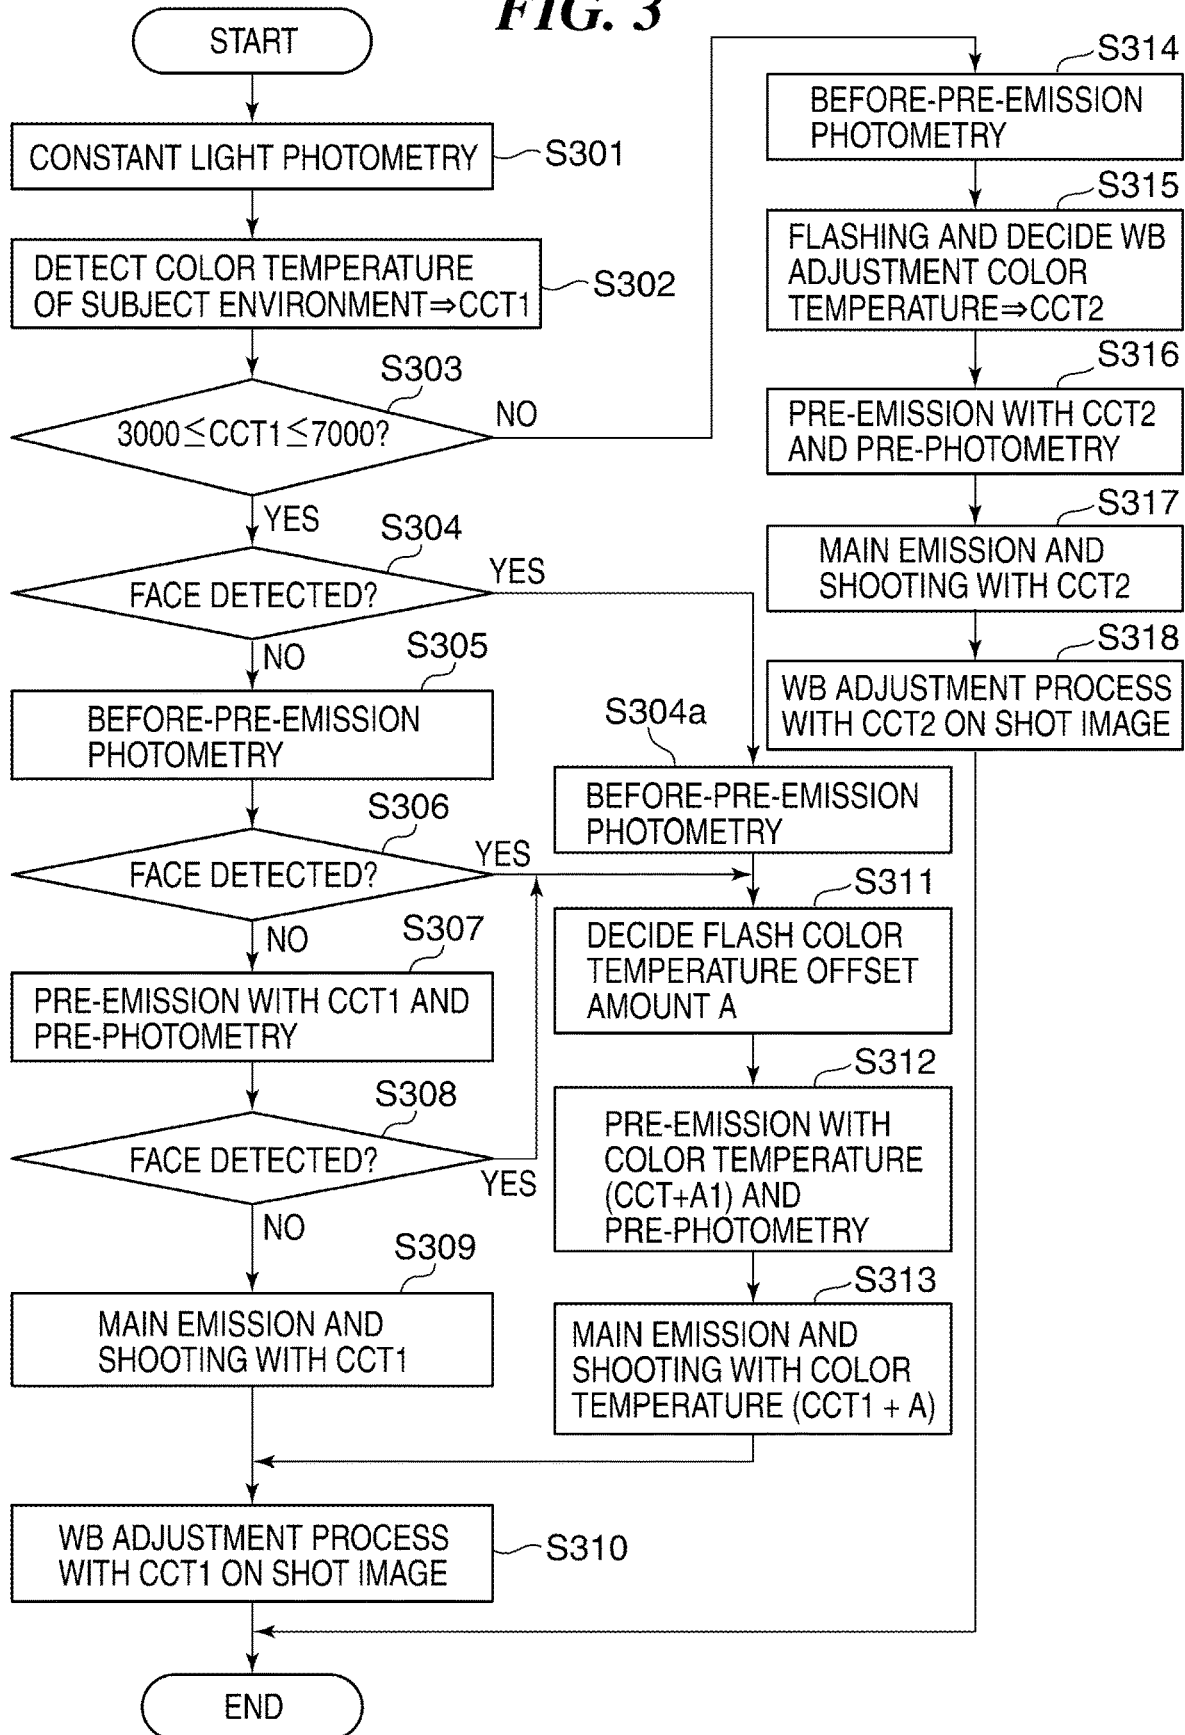 FIG. 3
START
CONSTANT LIGHT PHOTOMETRY
S301
DETECT COLOR TEMPERATURE
OF SUBJECT ENVIRONMENT⇒CCT1
S302
S303
3000≦CCT1≦7000?
NO
YES
S304
FACE DETECTED?
YES
NO
S305
BEFORE-PRE-EMISSION
PHOTOMETRY
S306
FACE DETECTED?
YES
NO
S307
PRE-EMISSION WITH CCT1 AND
PRE-PHOTOMETRY
S308
FACE DETECTED?
YES
NO
S309
MAIN EMISSION AND
SHOOTING WITH CCT1
WB ADJUSTMENT PROCESS
WITH CCT1 ON SHOT IMAGE
S310
END
S304a
BEFORE-PRE-EMISSION
PHOTOMETRY
S311
DECIDE FLASH COLOR
TEMPERATURE OFFSET
AMOUNT A
S312
PRE-EMISSION WITH
COLOR TEMPERATURE
(CCT+A1) AND
PRE-PHOTOMETRY
S313
MAIN EMISSION AND
SHOOTING WITH COLOR
TEMPERATURE (CCT1 + A)
S314
BEFORE-PRE-EMISSION
PHOTOMETRY
S315
FLASHING AND DECIDE WB
ADJUSTMENT COLOR
TEMPERATURE⇒CCT2
S316
PRE-EMISSION WITH CCT2
AND PRE-PHOTOMETRY
S317
MAIN EMISSION AND
SHOOTING WITH CCT2
S318
WB ADJUSTMENT PROCESS
WITH CCT2 ON SHOT IMAGE